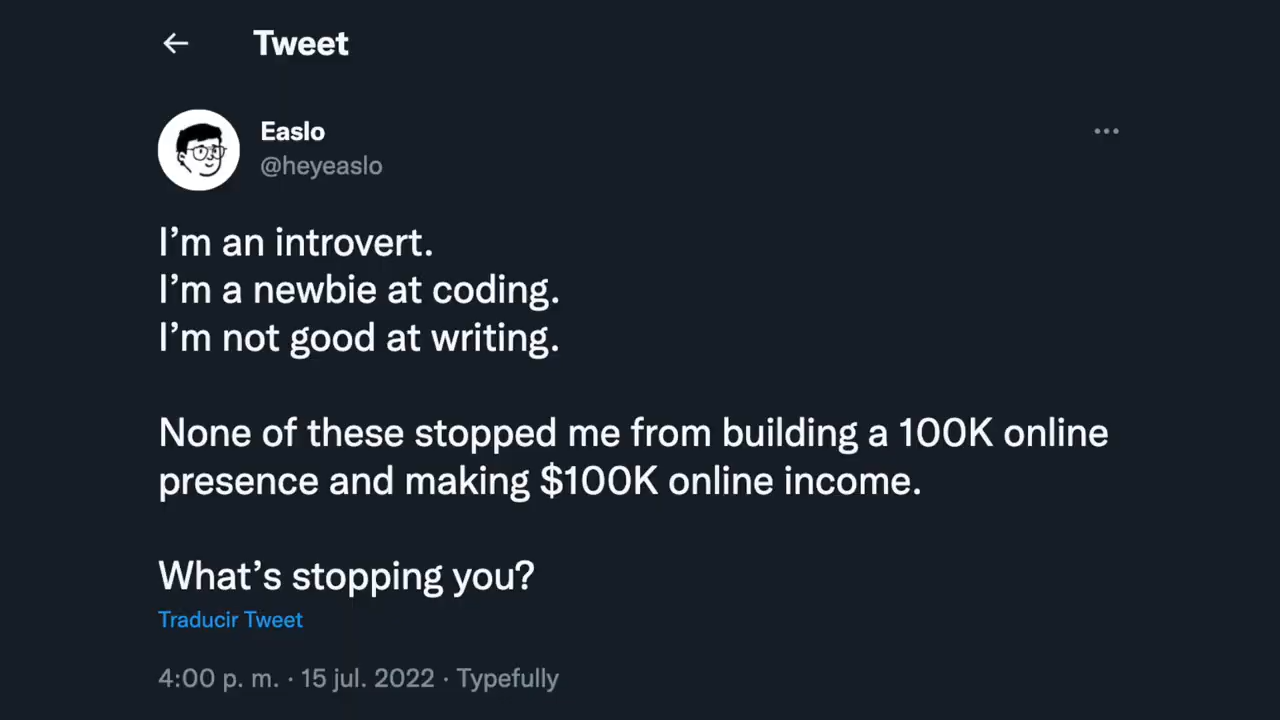 Tweet
Easlo
@heyeaslo
I’m an introvert.
I’m a newbie at coding.
I’m not good at writing.
None of these stopped me from building a 100K online
presence and making $100K online income.
What’s stopping you?
Traducir Tweet
4:00 p. m. · 15 jul. 2022 · Typefully